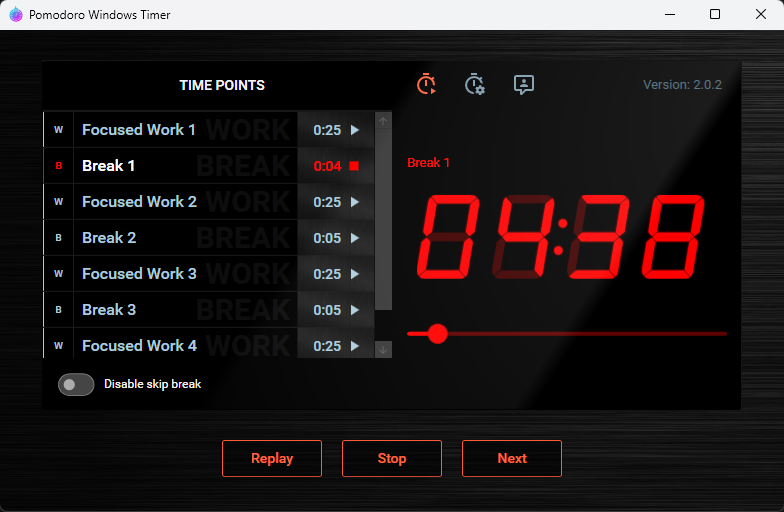 Pomodoro Windows Timer
TIME POINTS
Version: 2.0.2
W Focused Work 1 WORK 0:25
B Break 1 BREAK 0:04
W Focused Work 2 WORK 0:25
B Break 2 BREAK 0:05
W Focused Work 3 WORK 0:25
B Break 3 BREAK 0:05
W Focused Work 4 WORK 0:25
Disable skip break
Break 1
04:38
Replay Stop Next